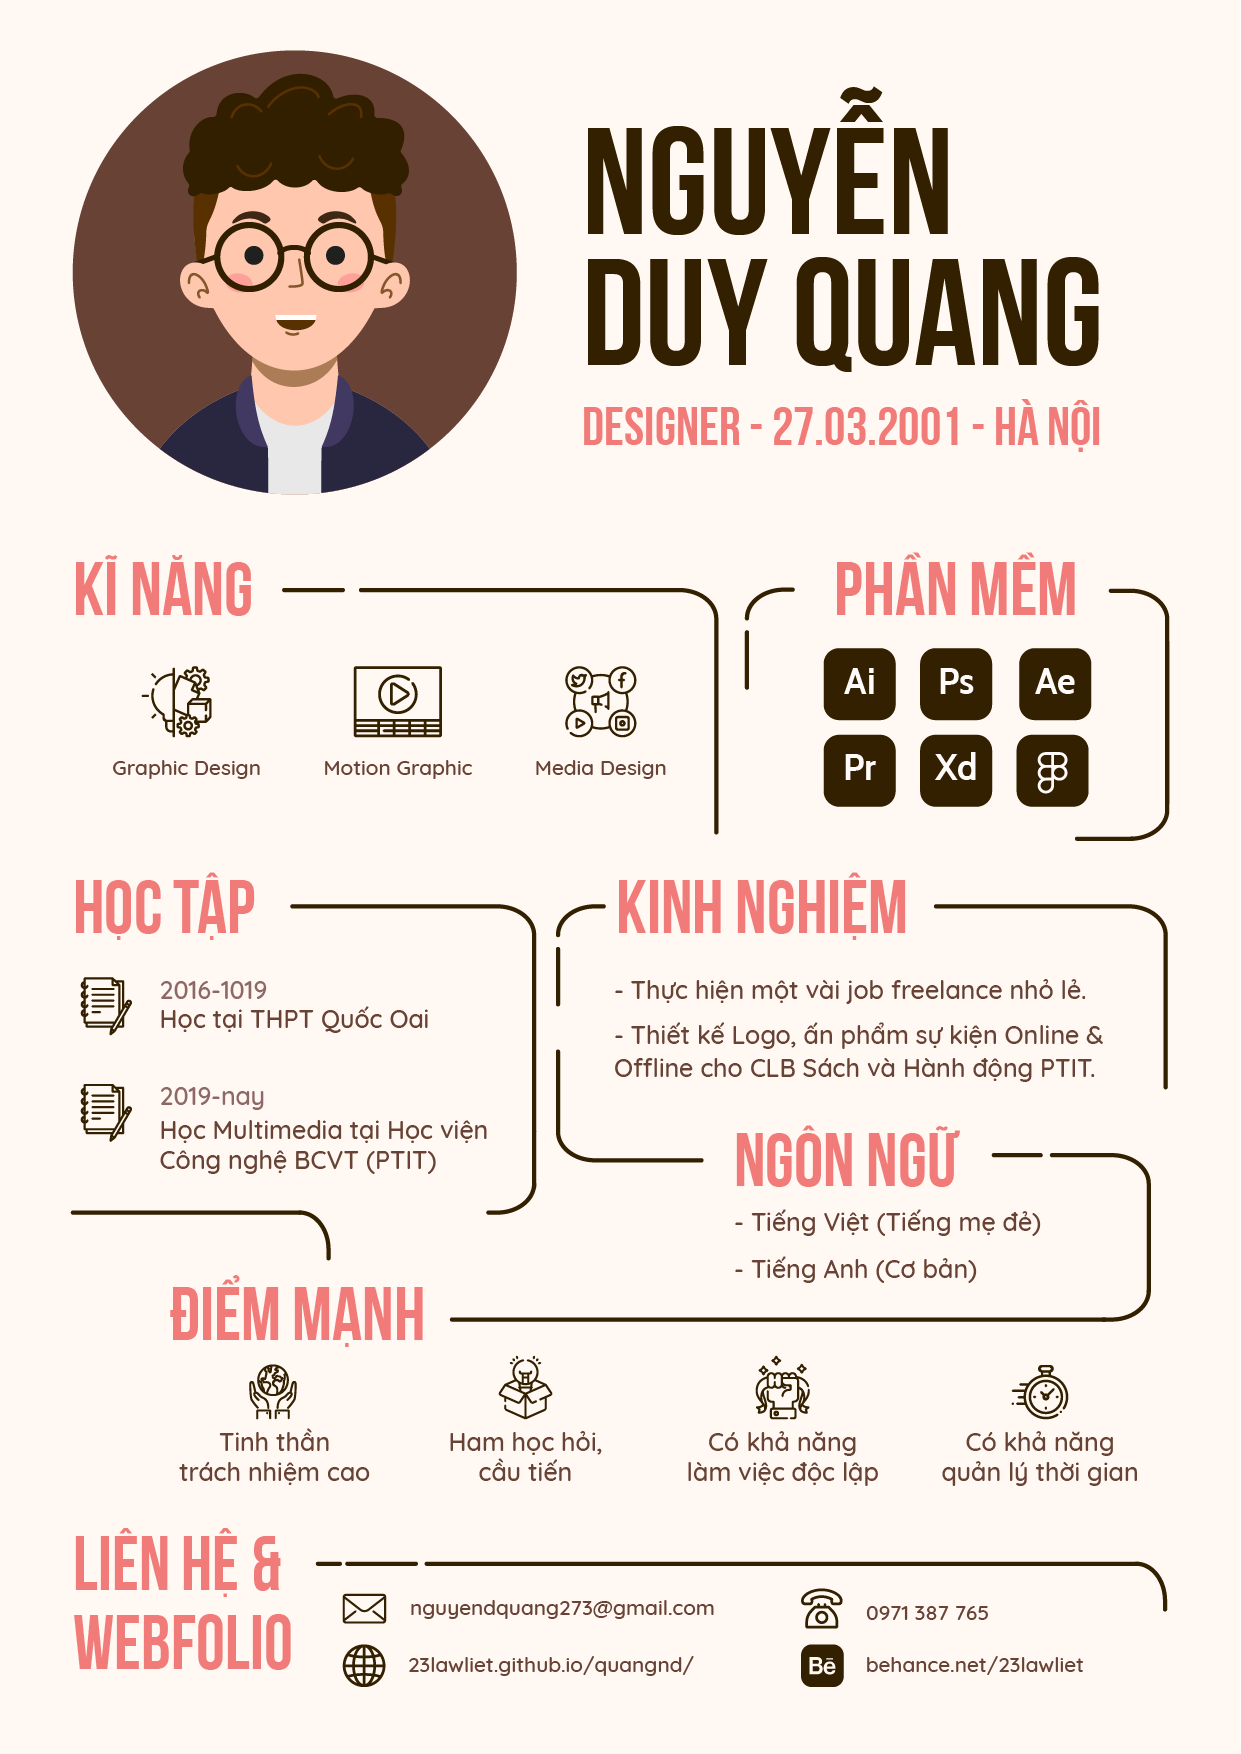 NGUYỄN
DUY QUANG
DESIGNER - 27.03.2001 - HÀ NỘI
KĨ NĂNG
Graphic Design
Motion Graphic
Media Design
PHẦN MỀM
Ai Ps Ae
Pr Xd
HỌC TẬP
2016-1019
Học tại THPT Quốc Oai
2019-nay
Học Multimedia tại Học viện
Công nghệ BCVT (PTIT)
KINH NGHIỆM
- Thực hiện một vài job freelance nhỏ lẻ.
- Thiết kế Logo, ấn phẩm sự kiện Online &
Offline cho CLB Sách và Hành động PTIT.
NGÔN NGỮ
- Tiếng Việt (Tiếng mẹ đẻ)
- Tiếng Anh (Cơ bản)
ĐIỂM MẠNH
Tinh thần
trách nhiệm cao
Ham học hỏi,
cầu tiến
Có khả năng
làm việc độc lập
Có khả năng
quản lý thời gian
LIÊN HỆ &
WEBFOLIO
nguyendquang273@gmail.com
0971 387 765
23lawliet.github.io/quangnd/
Bē
behance.net/23lawliet